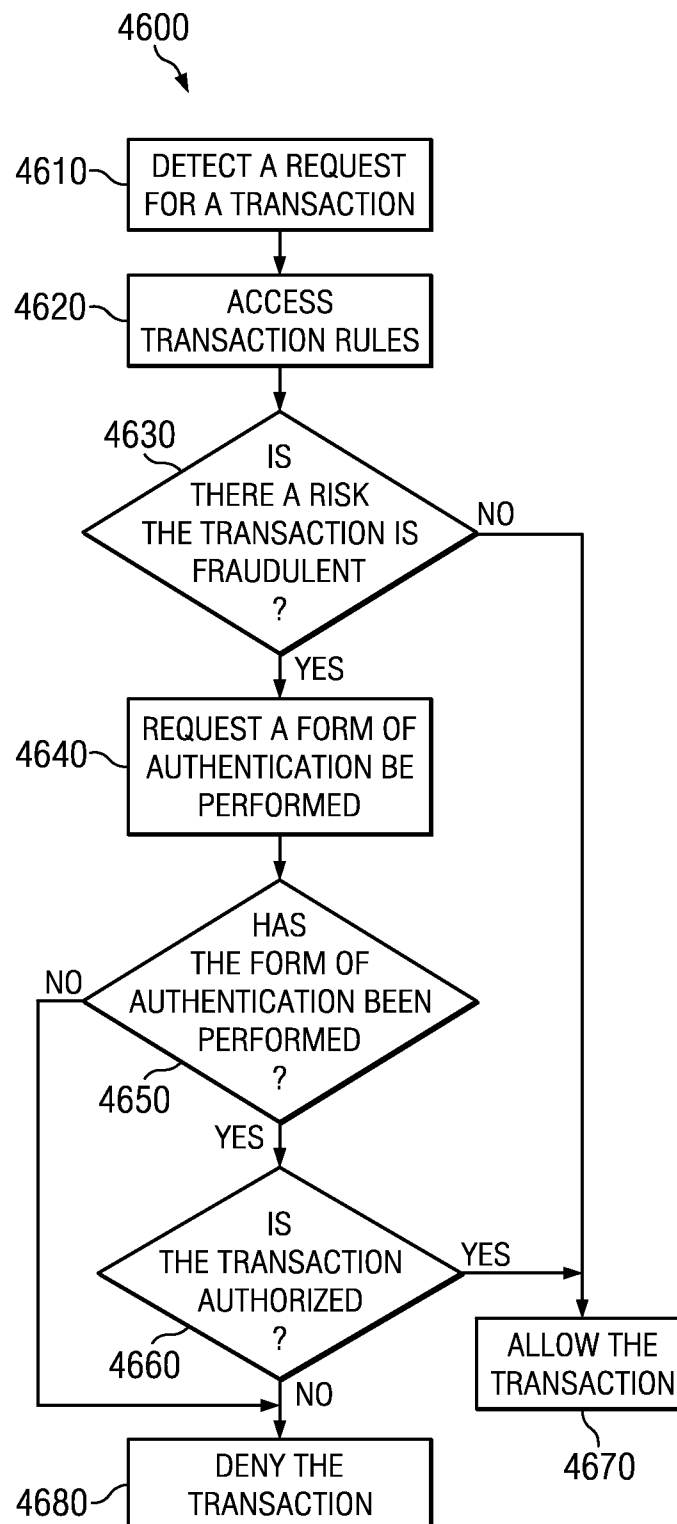 4600
4610
DETECT A REQUEST
FOR A TRANSACTION
4620
ACCESS
TRANSACTION RULES
4630
IS
THERE A RISK
THE TRANSACTION IS
FRAUDULENT
?
NO
YES
4640
REQUEST A FORM OF
AUTHENTICATION BE
PERFORMED
HAS
THE FORM OF
AUTHENTICATION BEEN
PERFORMED
?
NO
4650
YES
IS
THE TRANSACTION
AUTHORIZED
?
YES
4660
NO
ALLOW THE
TRANSACTION
4670
DENY THE
TRANSACTION
4680